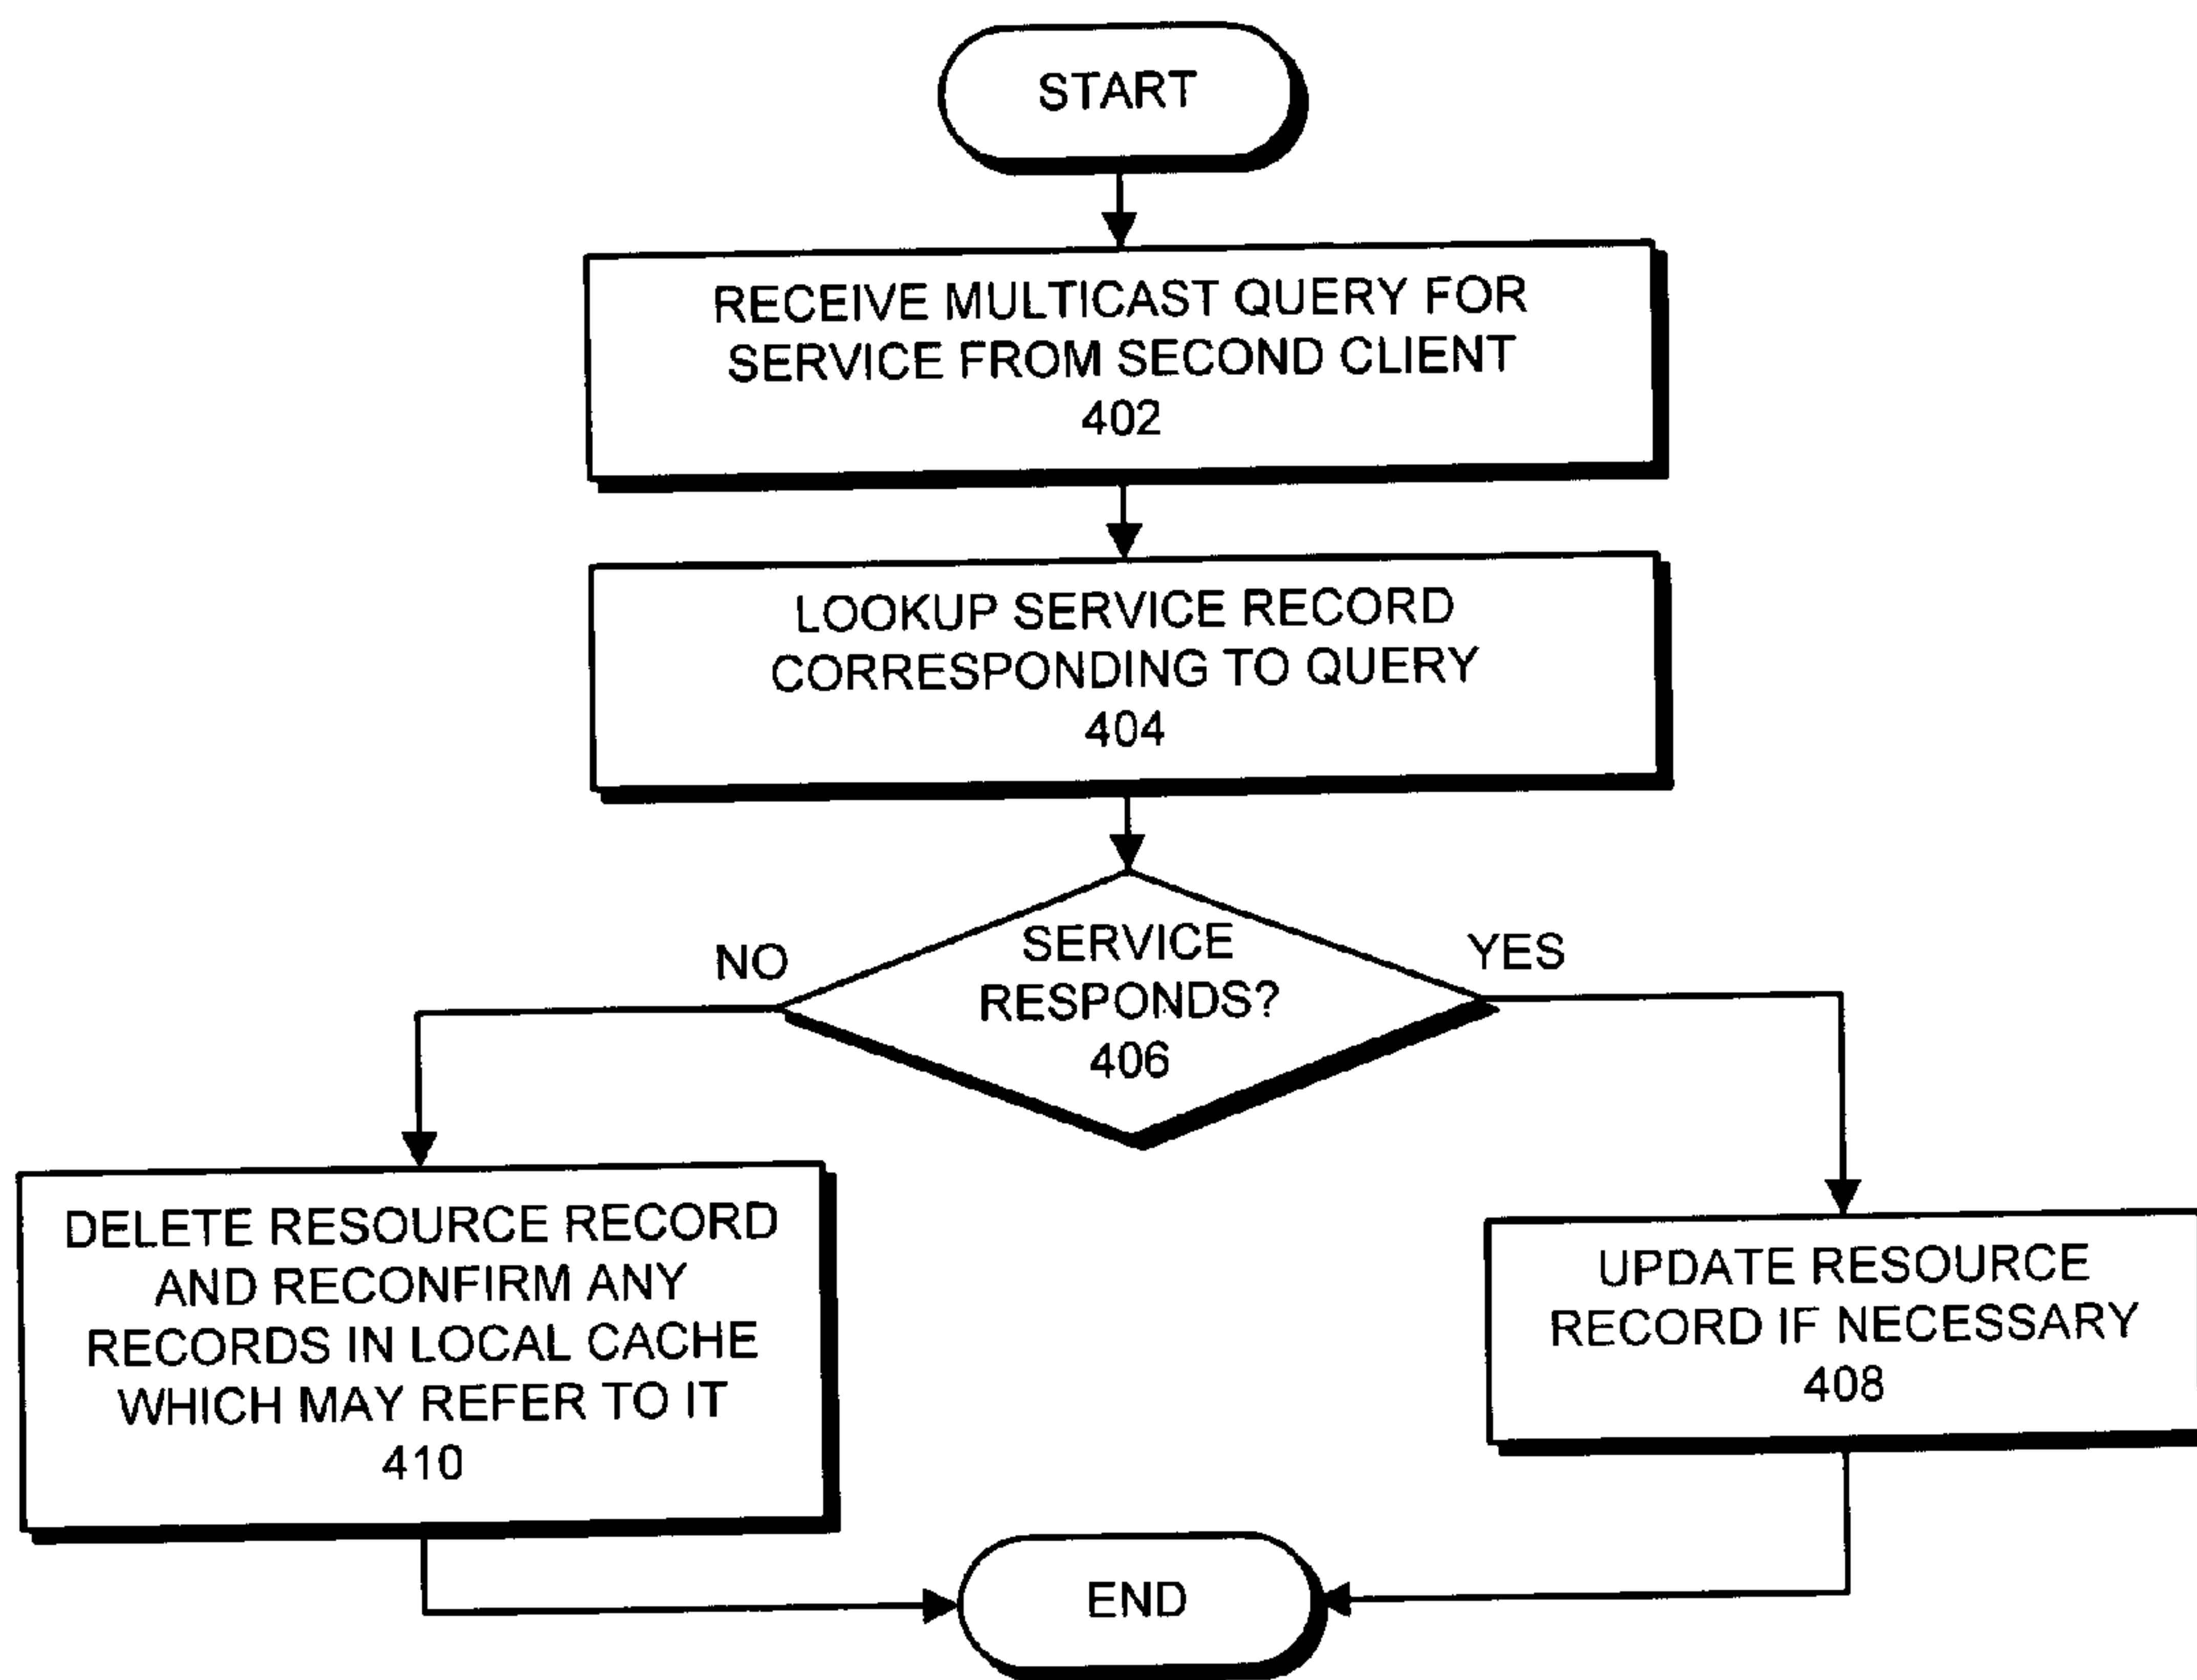 START
RECEIVE MULTICAST QUERY FOR
SERVICE FROM SECOND CLIENT
402
LOOKUP SERVICE RECORD
CORRESPONDING TO QUERY
404
SERVICE
RESPONDS?
406
NO
YES
DELETE RESOURCE RECORD
AND RECONFIRM ANY
RECORDS IN LOCAL CACHE
WHICH MAY REFER TO IT
410
UPDATE RESOURCE
RECORD IF NECESSARY
408
END